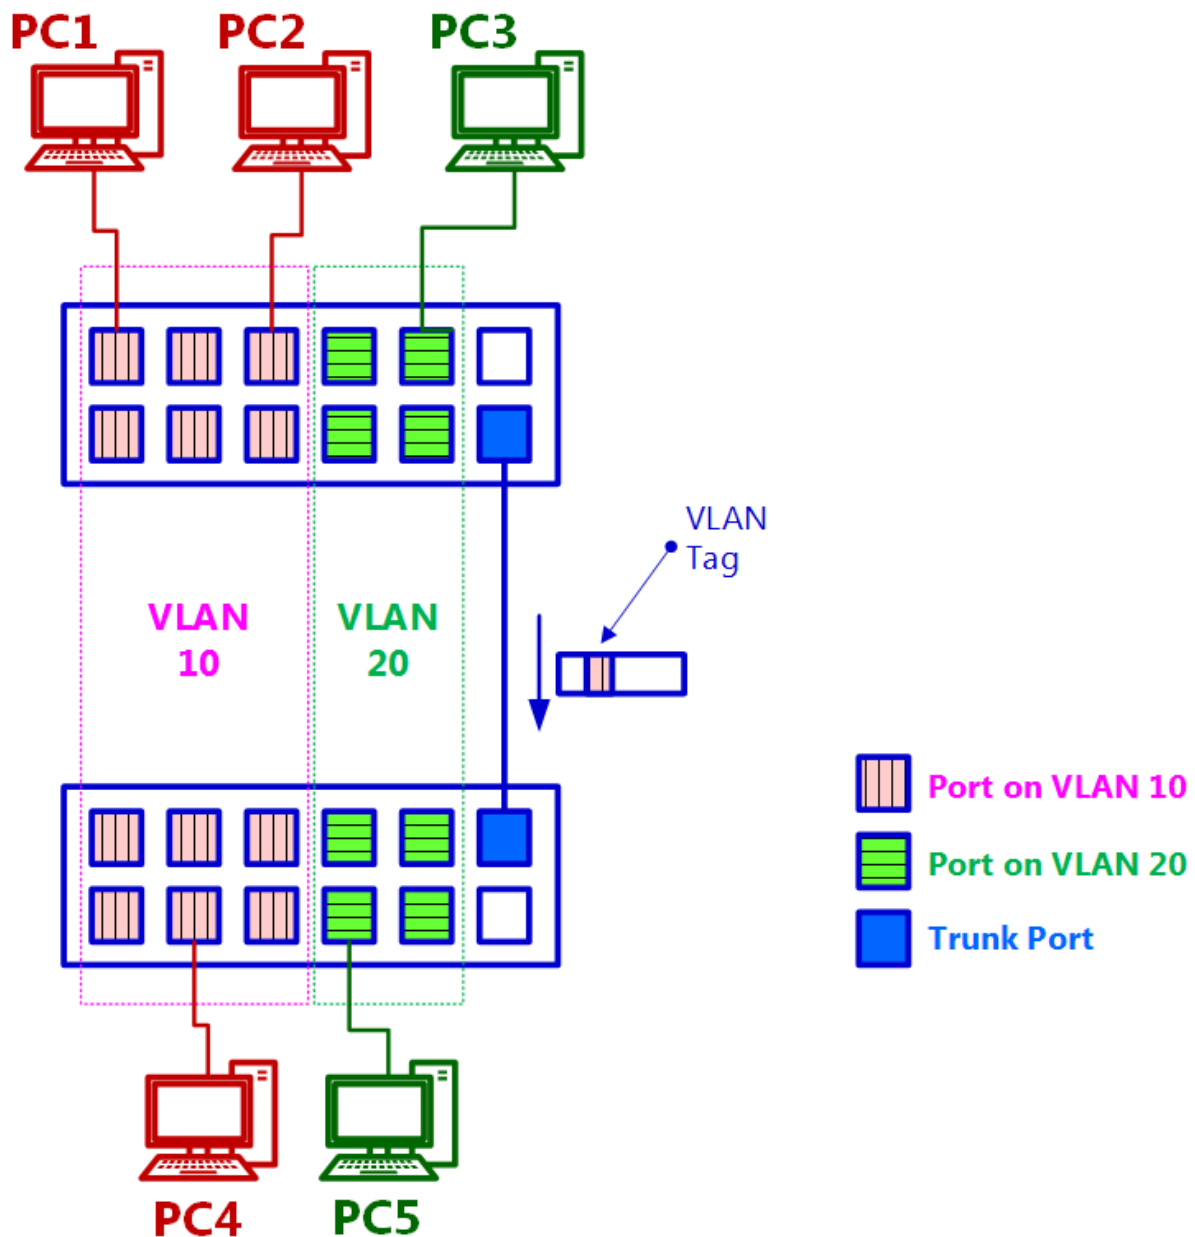 PC1
PC2
PC3
VLAN
Tag
VLAN
10
VLAN
20
Port on VLAN 10
Port on VLAN 20
Trunk Port
PC4
PC5